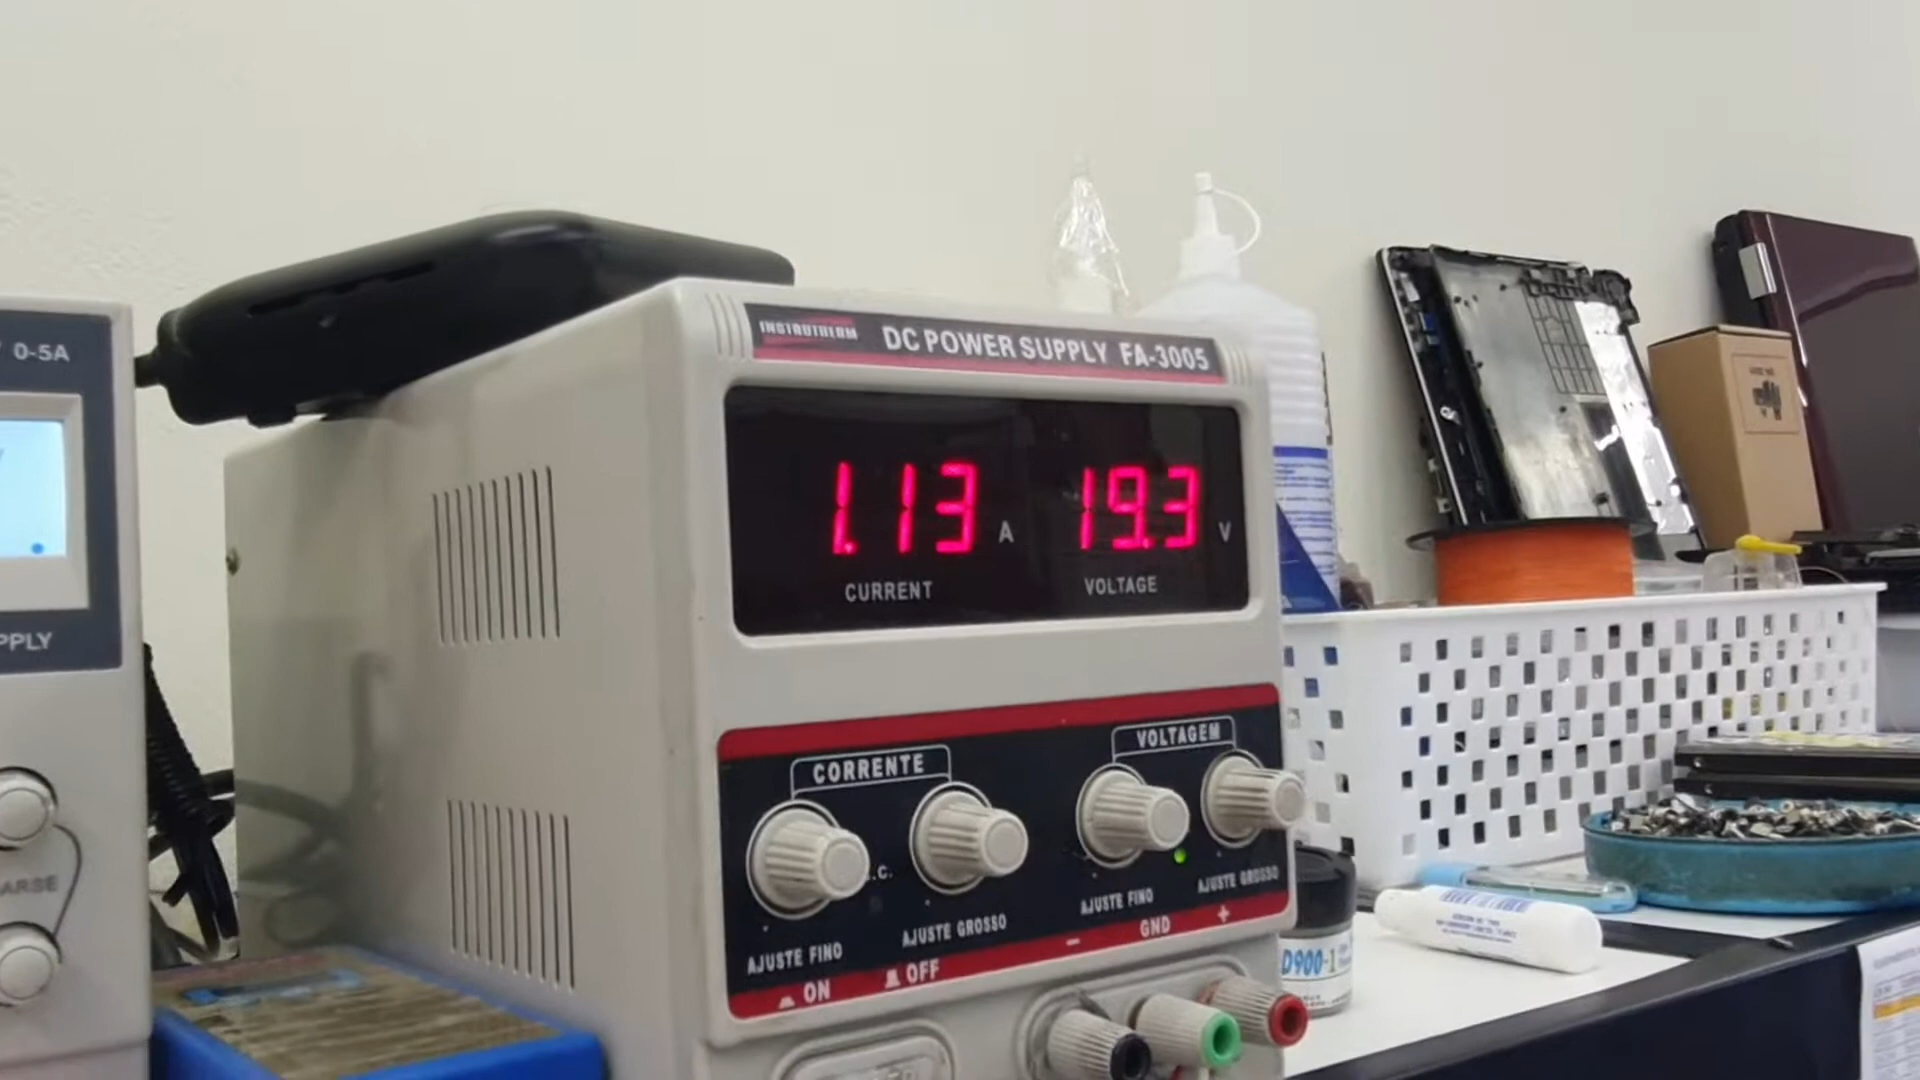 0-5A
PPLY
ARSE
INSTRUTHERM
DC POWER SUPPLY FA-3005
1.13 A
19.3 V
CURRENT
VOLTAGE
CORRENTE
VOLTAGEM
.C.
AJUSTE FINO
AJUSTE GROSSO
AJUSTE FINO
AJUSTE GROSSO
ON
OFF
− GND +
D900-1